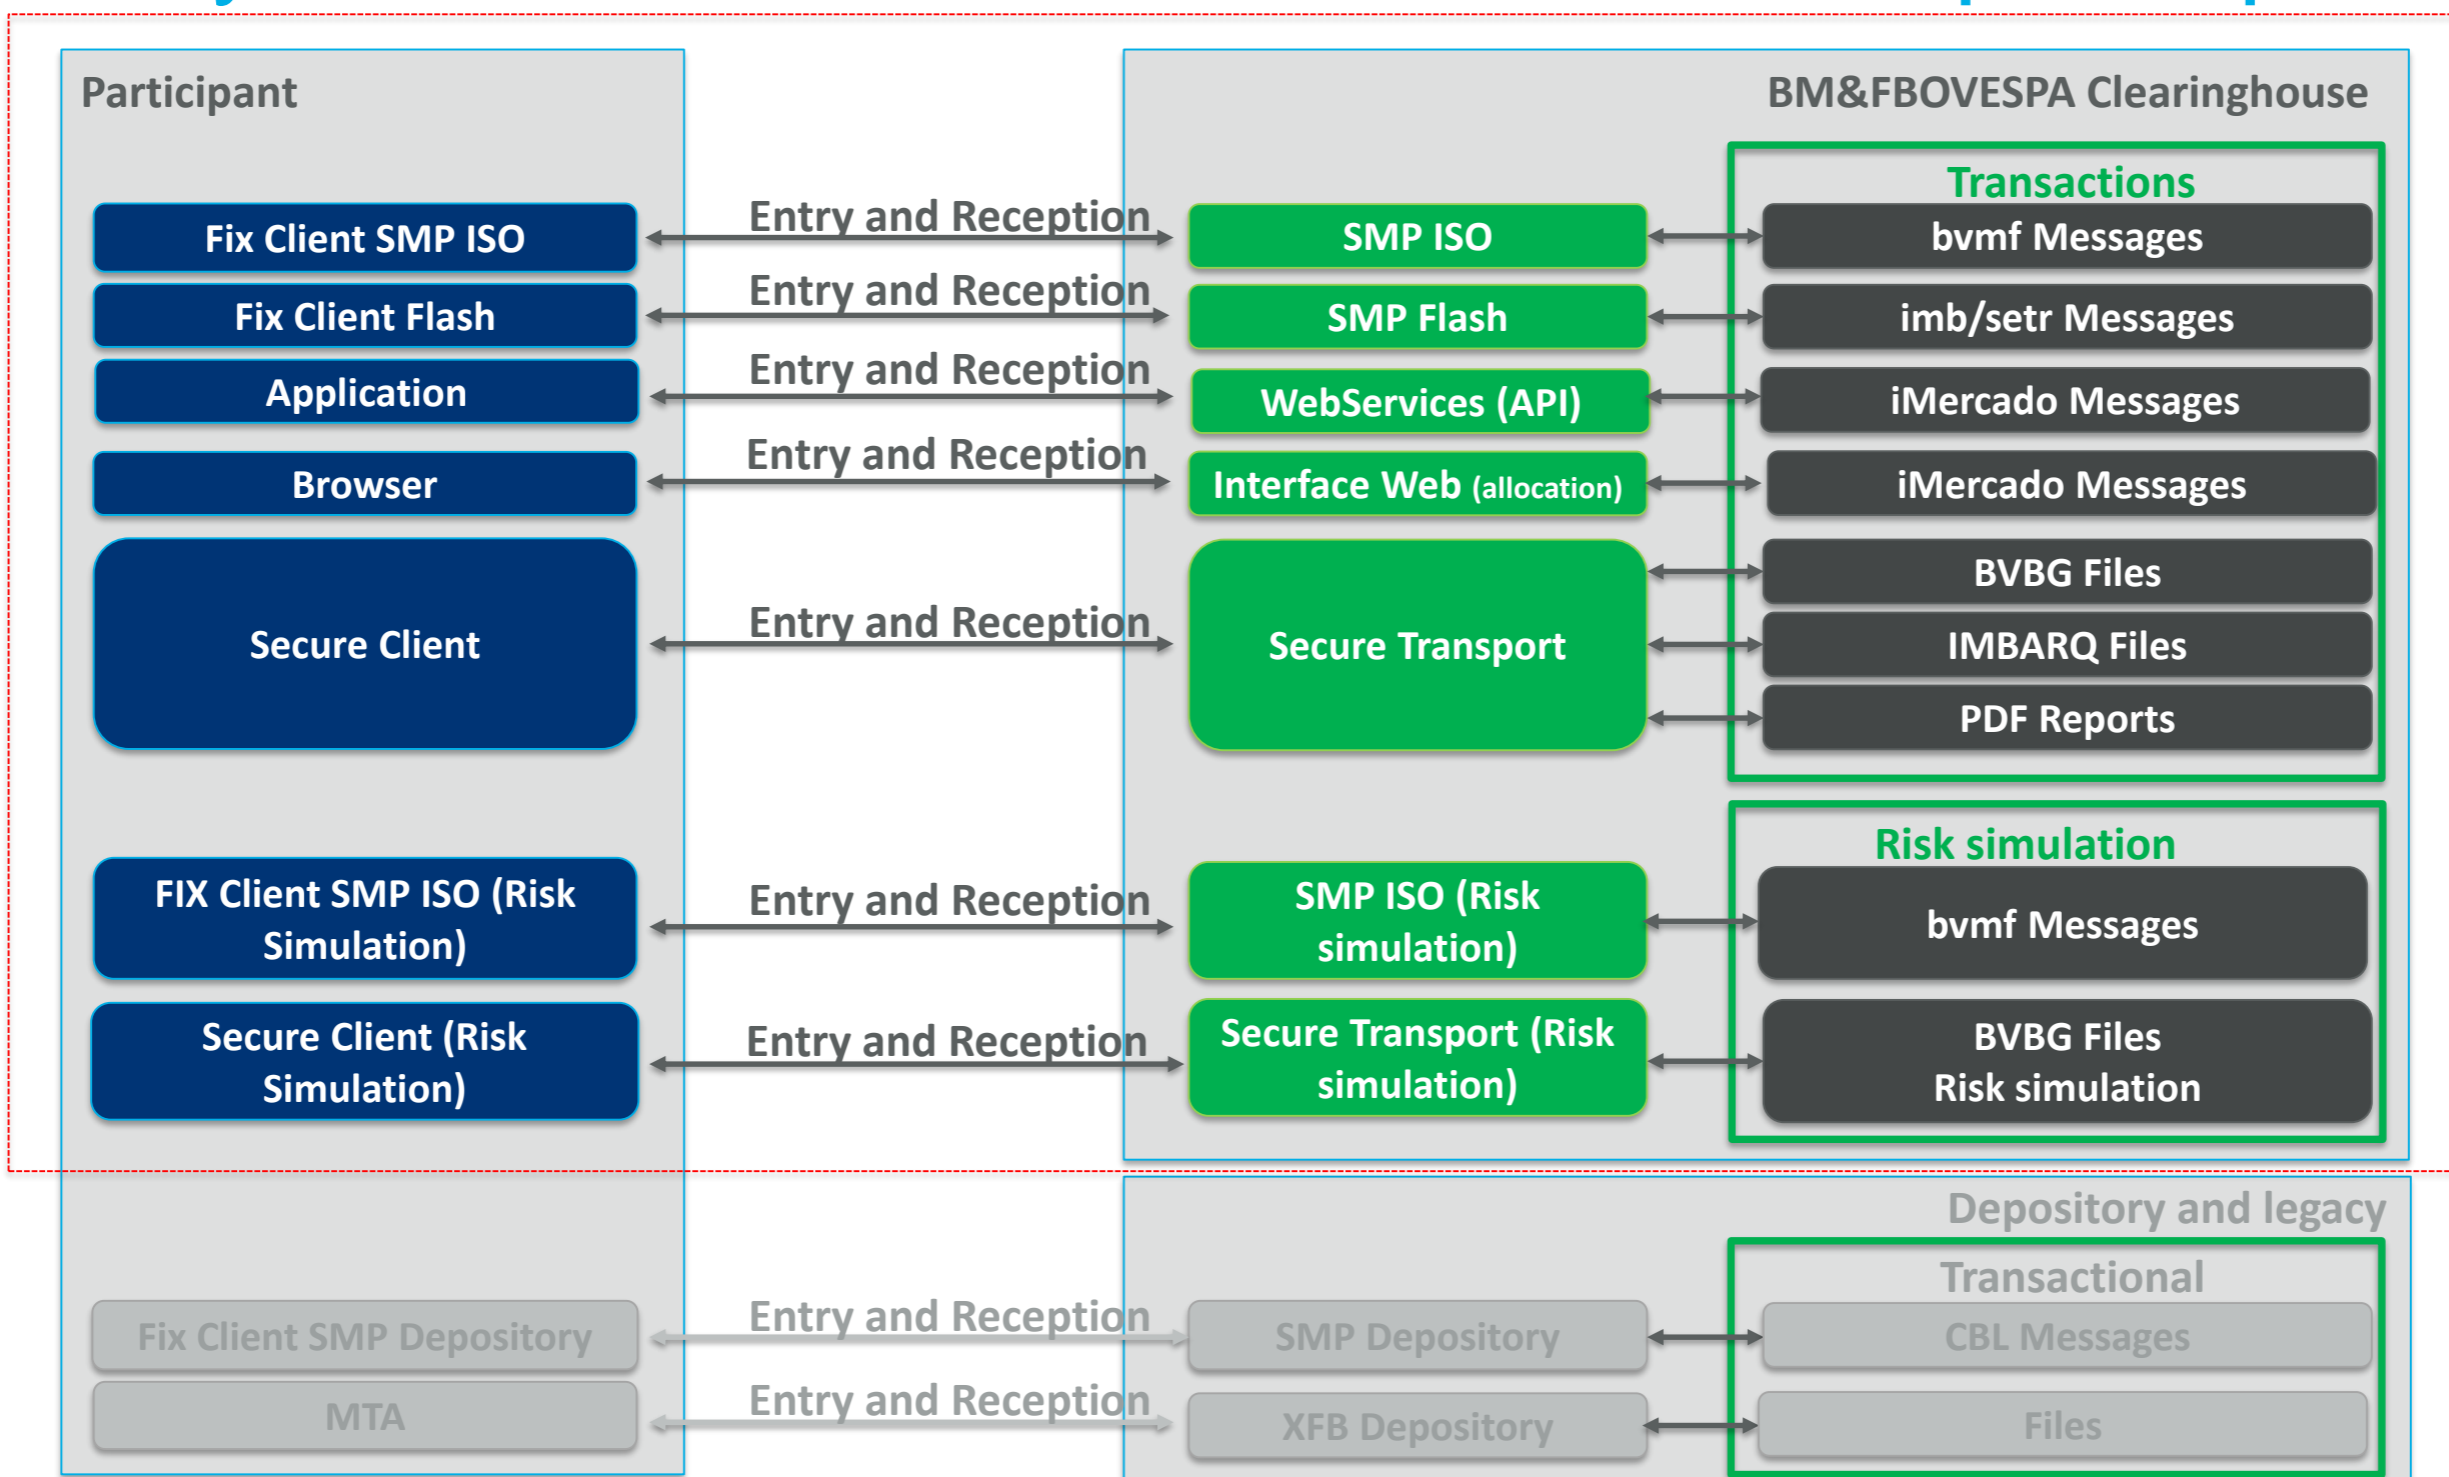 Participant
BM&FBOVESPA Clearinghouse
Transactions
Fix Client SMP ISO
Entry and Reception
SMP ISO
bvmf Messages
Fix Client Flash
Entry and Reception
SMP Flash
imb/setr Messages
Application
Entry and Reception
WebServices (API)
iMercado Messages
Browser
Entry and Reception
Interface Web (allocation)
iMercado Messages
Secure Client
Entry and Reception
Secure Transport
BVBG Files
IMBARQ Files
PDF Reports
Risk simulation
FIX Client SMP ISO (Risk
Simulation)
Entry and Reception
SMP ISO (Risk
simulation)
bvmf Messages
Secure Client (Risk
Simulation)
Entry and Reception
Secure Transport (Risk
simulation)
BVBG Files
Risk simulation
Depository and legacy
Transactional
Fix Client SMP Depository
Entry and Reception
SMP Depository
CBL Messages
MTA
Entry and Reception
XFB Depository
Files